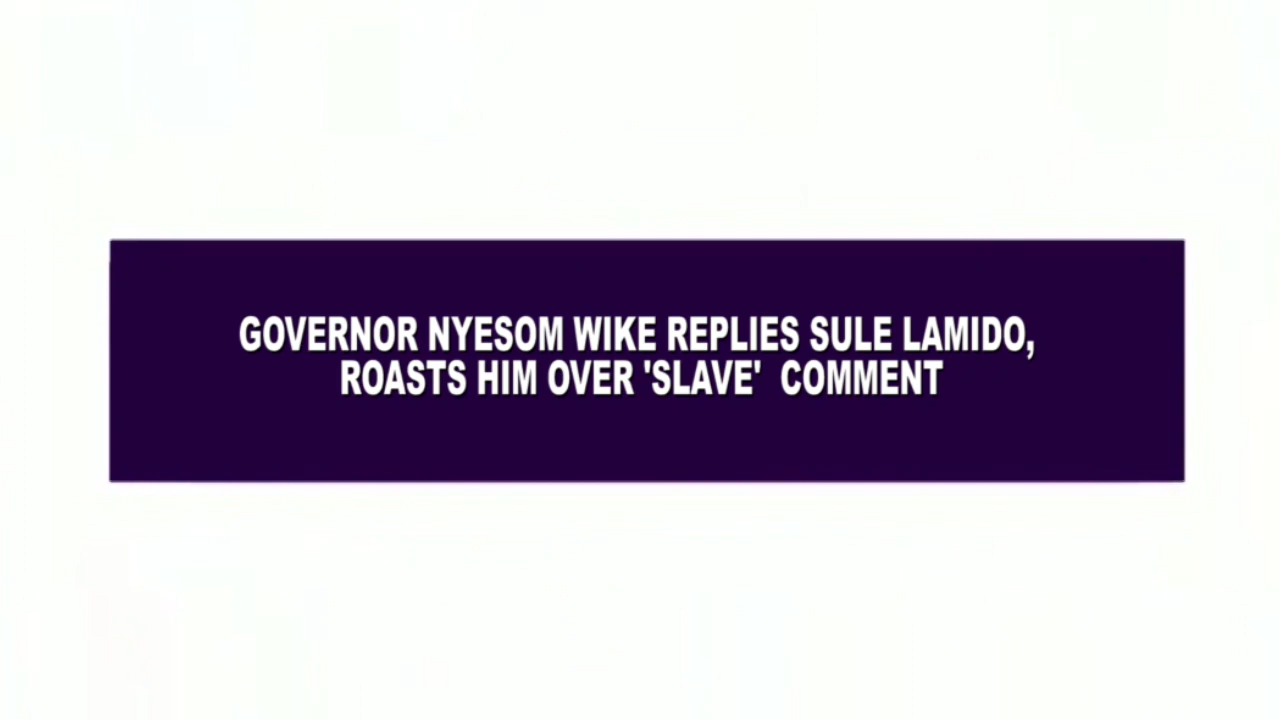 GOVERNOR NYESOM WIKE REPLIES SULE LAMIDO,
ROASTS HIM OVER 'SLAVE'  COMMENT